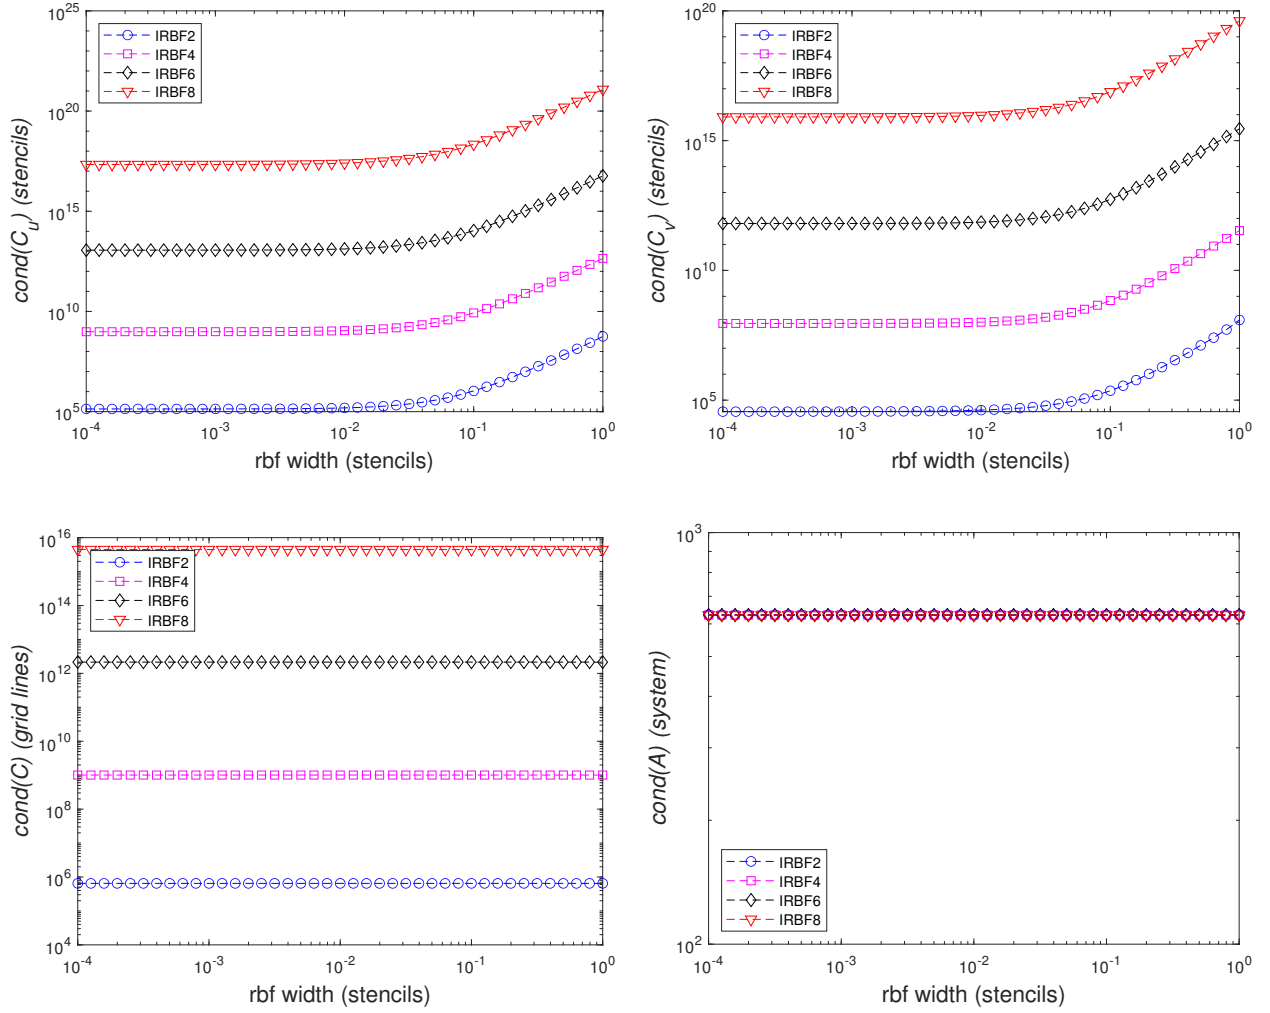 10^25
10^20
10^15
10^10
10^5
cond(C_u) (stencils)
IRBF2
IRBF4
IRBF6
IRBF8
10^-4 10^-3 10^-2 10^-1 10^0
rbf width (stencils)
10^20
10^15
10^10
10^5
cond(C_v) (stencils)
IRBF2
IRBF4
IRBF6
IRBF8
10^-4 10^-3 10^-2 10^-1 10^0
rbf width (stencils)
10^16
10^14
10^12
10^10
10^8
10^6
10^4
cond(C) (grid lines)
IRBF2
IRBF4
IRBF6
IRBF8
10^-4 10^-3 10^-2 10^-1 10^0
rbf width (stencils)
10^3
10^2
cond(A) (system)
IRBF2
IRBF4
IRBF6
IRBF8
10^-4 10^-3 10^-2 10^-1 10^0
rbf width (stencils)